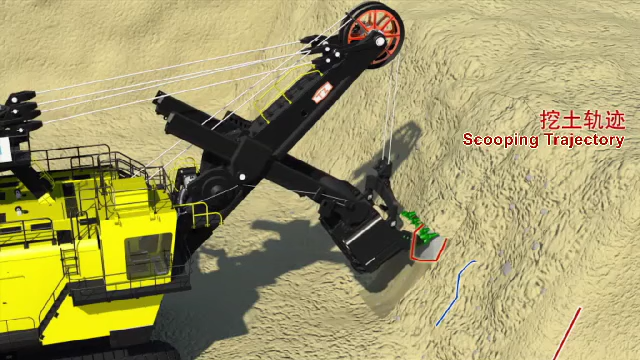 挖土轨迹
Scooping Trajectory